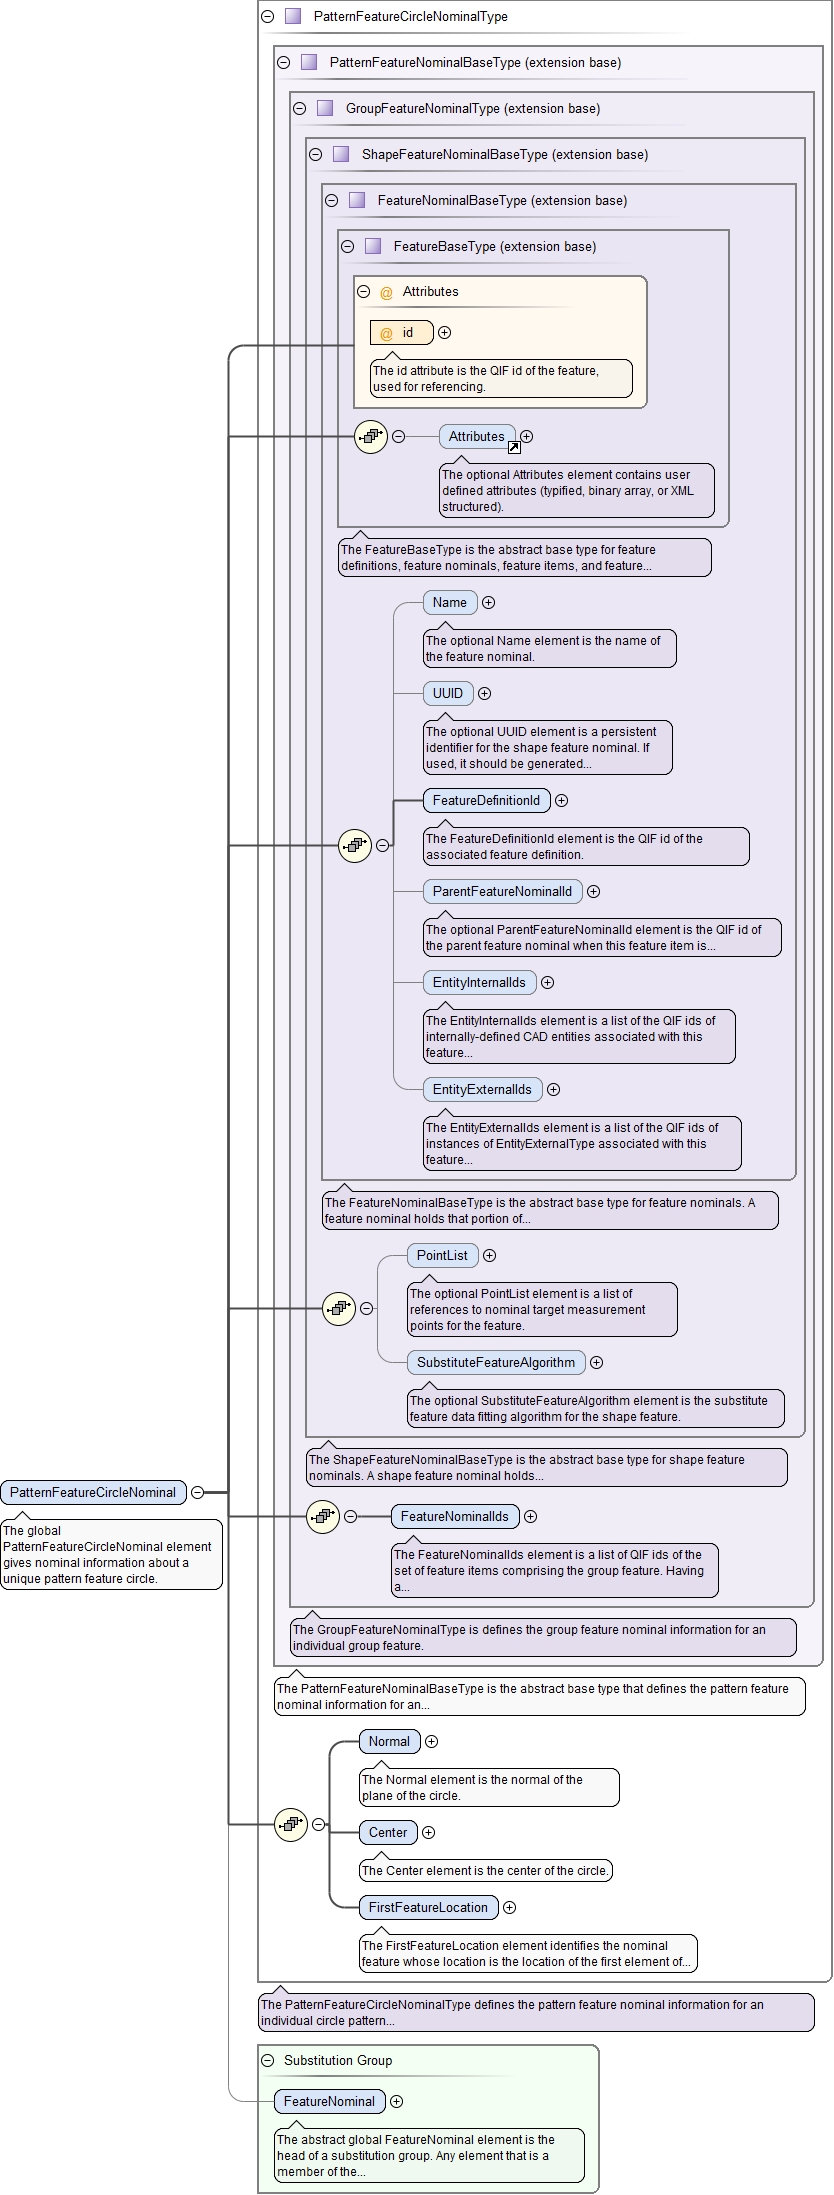 PatternFeatureCircleNominalType
PatternFeatureNominalBaseType (extension base)
GroupFeatureNominalType (extension base)
ShapeFeatureNominalBaseType (extension base)
FeatureNominalBaseType (extension base)
FeatureBaseType (extension base)
@ Attributes
@ id
The id attribute is the QIF id of the feature,
used for referencing.
Attributes
The optional Attributes element contains user
defined attributes (typified, binary array, or XML
structured).
The FeatureBaseType is the abstract base type for feature
definitions, feature nominals, feature items, and feature...
Name
The optional Name element is the name of
the feature nominal.
UUID
The optional UUID element is a persistent
identifier for the shape feature nominal. If
used, it should be generated...
FeatureDefinitionId
The FeatureDefinitionId element is the QIF id of the
associated feature definition.
ParentFeatureNominalId
The optional ParentFeatureNominalId element is the QIF id of
the parent feature nominal when this feature item is...
EntityInternalIds
The EntityInternalIds element is a list of the QIF ids of
internally-defined CAD entities associated with this
feature...
EntityExternalIds
The EntityExternalIds element is a list of the QIF ids of
instances of EntityExternalType associated with this
feature...
The FeatureNominalBaseType is the abstract base type for feature nominals. A
feature nominal holds that portion of...
PointList
The optional PointList element is a list of
references to nominal target measurement
points for the feature.
SubstituteFeatureAlgorithm
The optional SubstituteFeatureAlgorithm element is the substitute
feature data fitting algorithm for the shape feature.
The ShapeFeatureNominalBaseType is the abstract base type for shape feature
nominals. A shape feature nominal holds...
PatternFeatureCircleNominal
The global
PatternFeatureCircleNominal element
gives nominal information about a
unique pattern feature circle.
FeatureNominalIds
The FeatureNominalIds element is a list of QIF ids of the
set of feature items comprising the group feature. Having
a...
The GroupFeatureNominalType is defines the group feature nominal information for an
individual group feature.
The PatternFeatureNominalBaseType is the abstract base type that defines the pattern feature
nominal information for an...
Normal
The Normal element is the normal of the
plane of the circle.
Center
The Center element is the center of the circle.
FirstFeatureLocation
The FirstFeatureLocation element identifies the nominal
feature whose location is the location of the first element of...
The PatternFeatureCircleNominalType defines the pattern feature nominal information for an
individual circle pattern...
Substitution Group
FeatureNominal
The abstract global FeatureNominal element is the
head of a substitution group. Any element that is a
member of the...